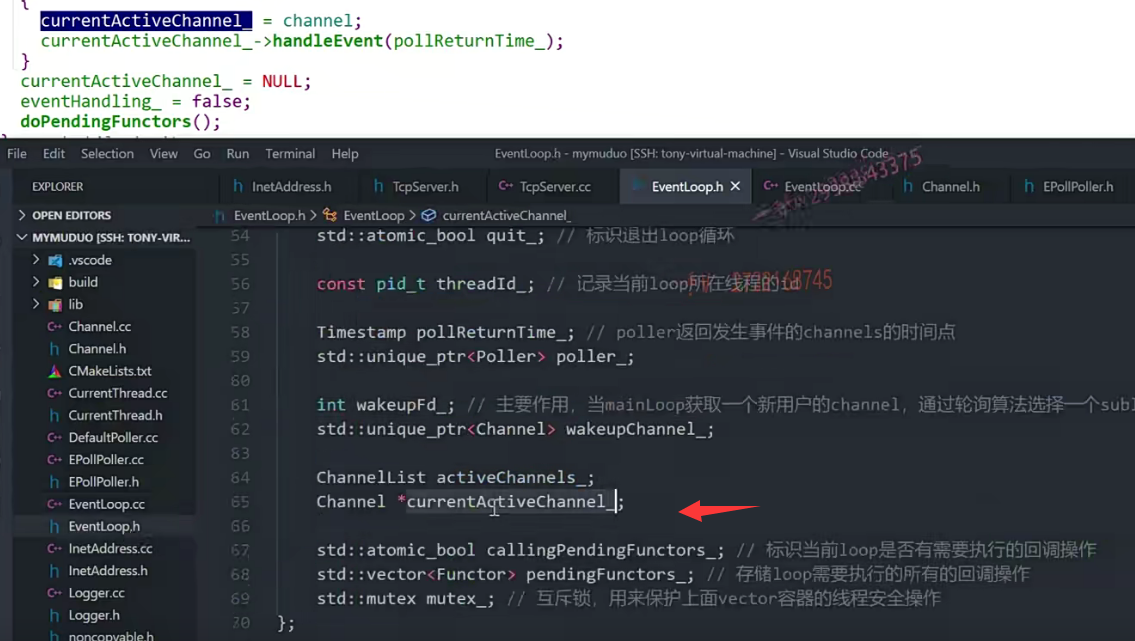 {
currentActiveChannel_ = channel;
currentActiveChannel_->handleEvent(pollReturnTime_);
}
currentActiveChannel_ = NULL;
eventHandling_ = false;
doPendingFunctors();
File Edit Selection View Go Run Terminal Help
EventLoop.h - mymuduo [SSH: tony-virtual-machine] - Visual Studio Code
EXPLORER
InetAddress.h
TcpServer.h
TcpServer.cc
EventLoop.h
EventLoop.cc
Channel.h
EPollPoller.h
OPEN EDITORS
MYMUDUO [SSH: TONY-VIR...
.vscode
build
lib
Channel.cc
Channel.h
CMakeLists.txt
CurrentThread.cc
CurrentThread.h
DefaultPoller.cc
EPollPoller.cc
EPollPoller.h
EventLoop.cc
EventLoop.h
InetAddress.cc
InetAddress.h
Logger.cc
Logger.h
noncopyable.h
EventLoop.h > EventLoop > currentActiveChannel_
54 std::atomic_bool quit_; // 标识退出loop循环
55
56 const pid_t threadId_; // 记录当前loop所在线程的id
57
58 Timestamp pollReturnTime_; // poller返回发生事件的channels的时间点
59 std::unique_ptr<Poller> poller_;
60
61 int wakeupFd_; // 主要作用，当mainLoop获取一个新用户的channel，通过轮询算法选择一个subl
62 std::unique_ptr<Channel> wakeupChannel_;
63
64 ChannelList activeChannels_;
65 Channel *currentActiveChannel_;
66
67 std::atomic_bool callingPendingFunctors_; // 标识当前loop是否有需要执行的回调操作
68 std::vector<Functor> pendingFunctors_; // 存储loop需要执行的所有的回调操作
69 std::mutex mutex_; // 互斥锁，用来保护上面vector容器的线程安全操作
70 };